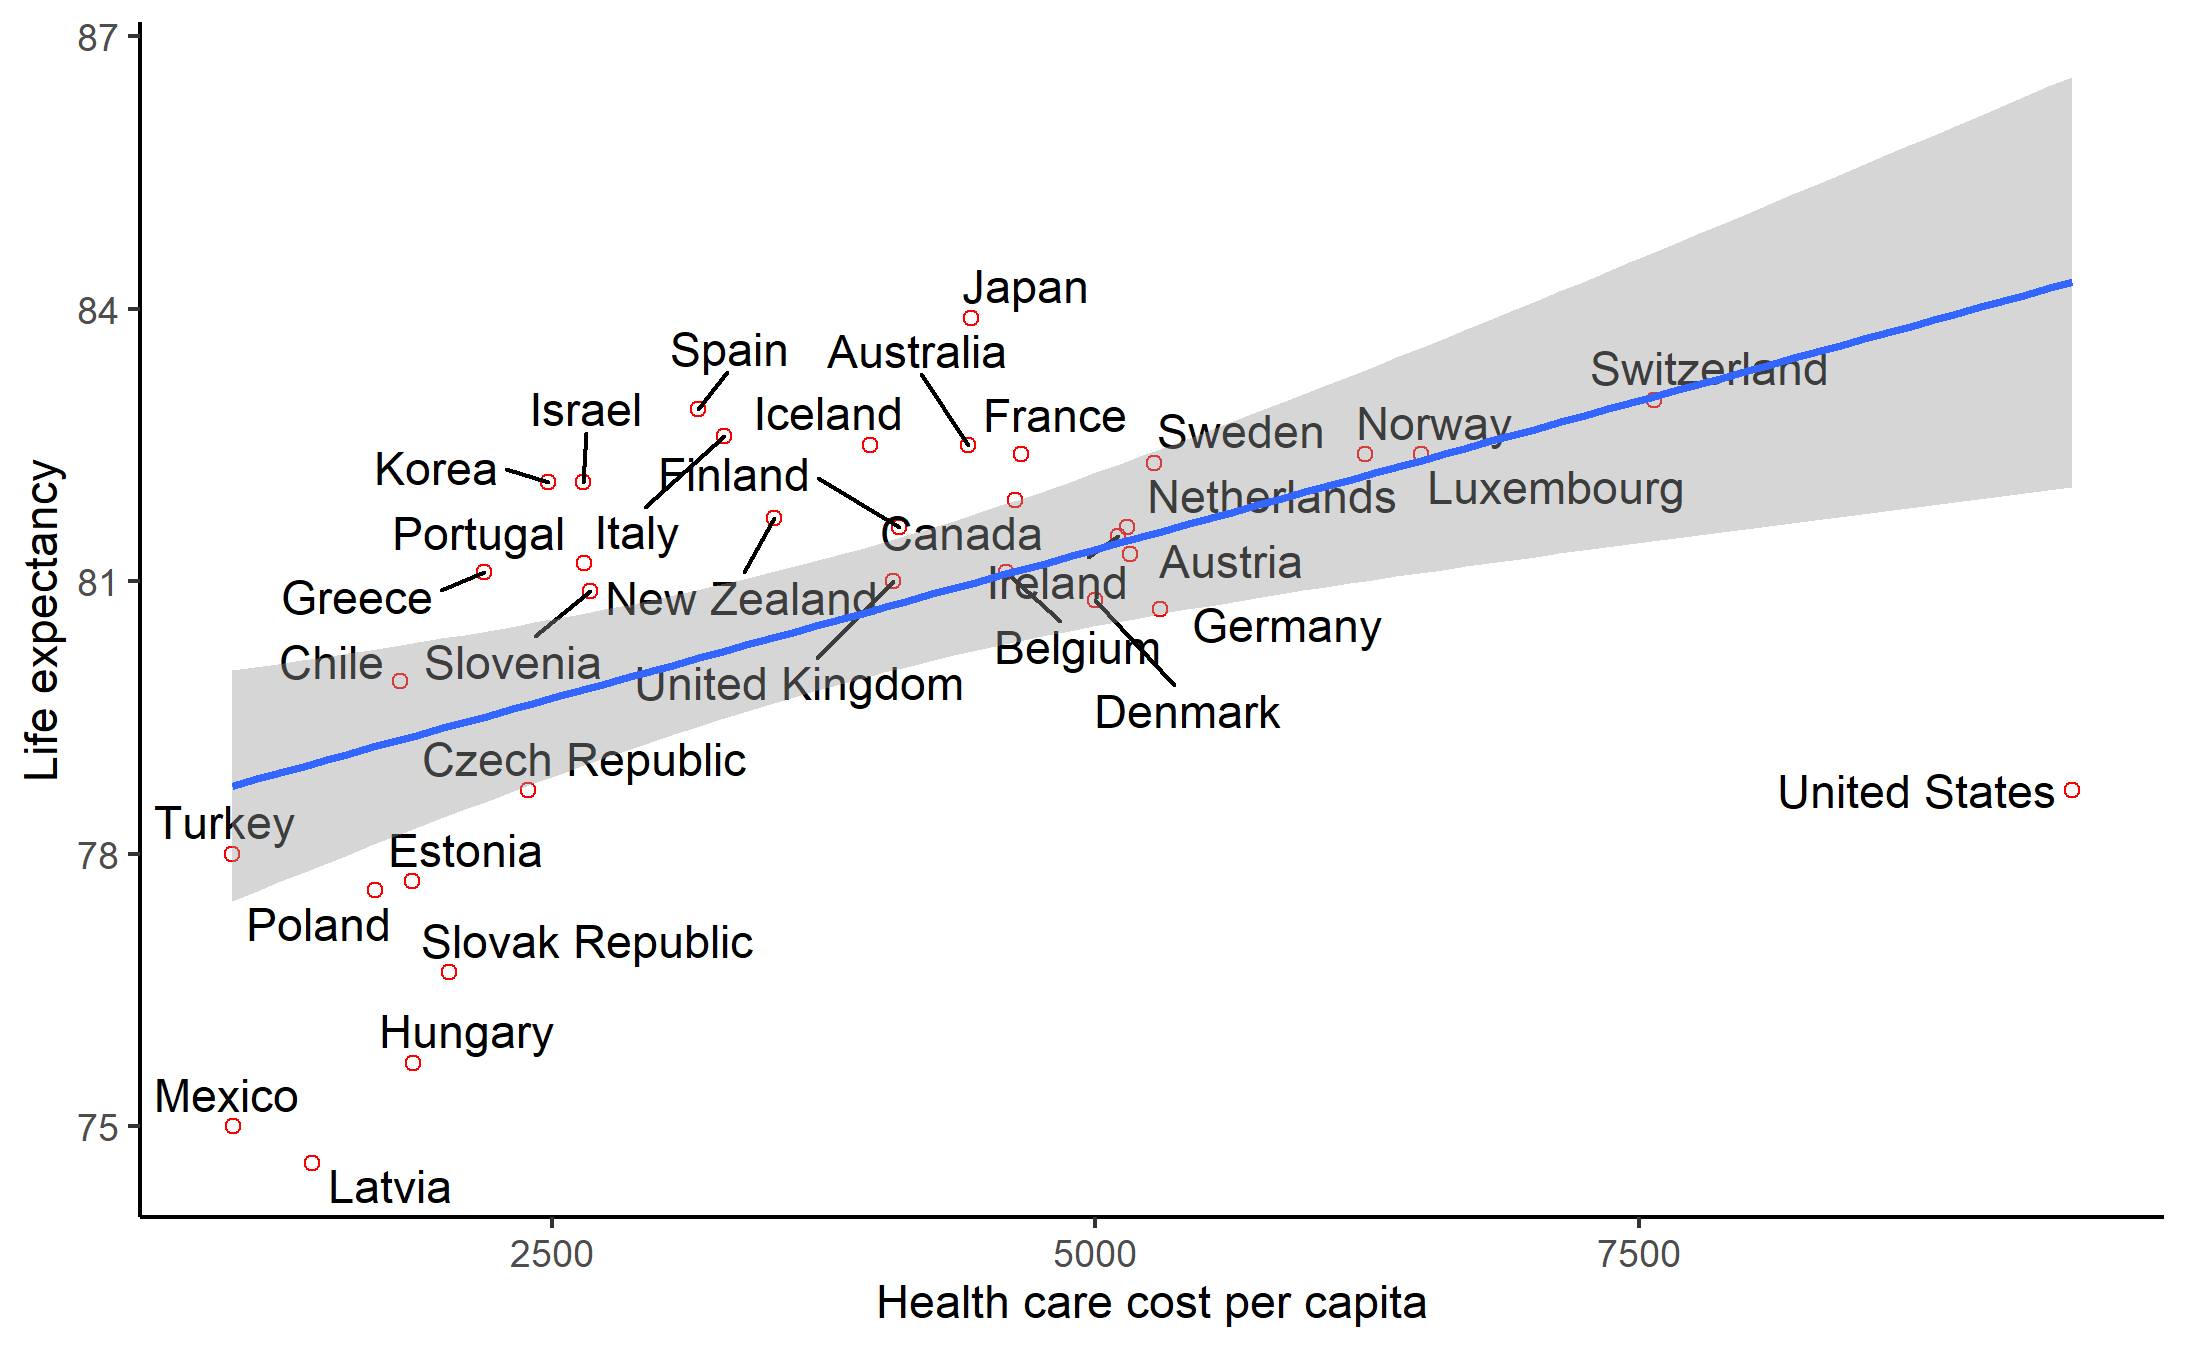 87
84
81
78
75
Life expectancy
Japan
Spain
Australia
Israel
Iceland
France
Sweden
Norway
Switzerland
Korea
Finland
Netherlands
Luxembourg
Portugal
Italy
Canada
Austria
Greece
New Zealand
Ireland
Germany
Chile
Slovenia
United Kingdom
Belgium
Denmark
Czech Republic
United States
Turkey
Estonia
Poland
Slovak Republic
Hungary
Mexico
Latvia
2500
5000
7500
Health care cost per capita